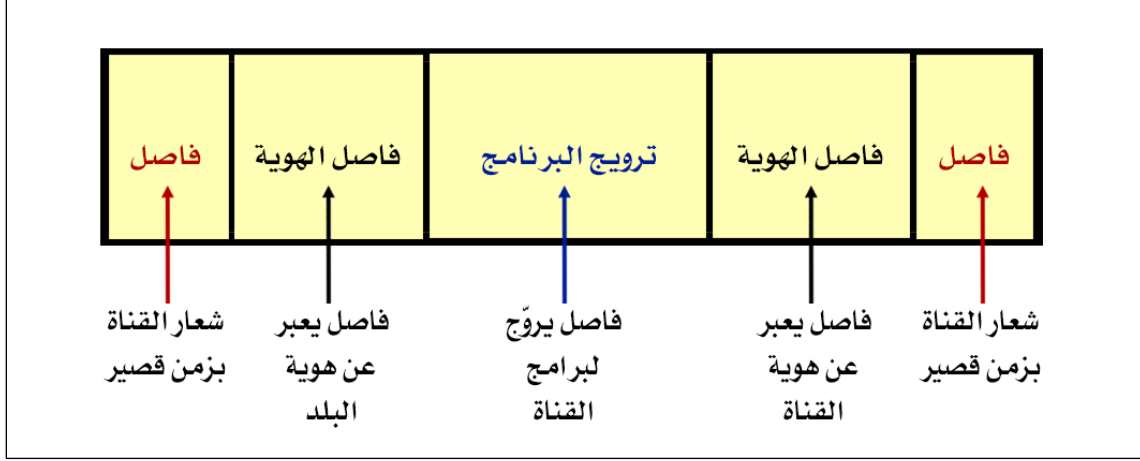 فاصل
فاصل الهوية
ترويج البرنامج
فاصل الهوية
فاصل
شعار القناة
بزمن قصير
فاصل يعبر
عن هوية
القناة
فاصل يروّج
لبرامج
القناة
فاصل يعبر
عن هوية
البلد
شعار القناة
بزمن قصير